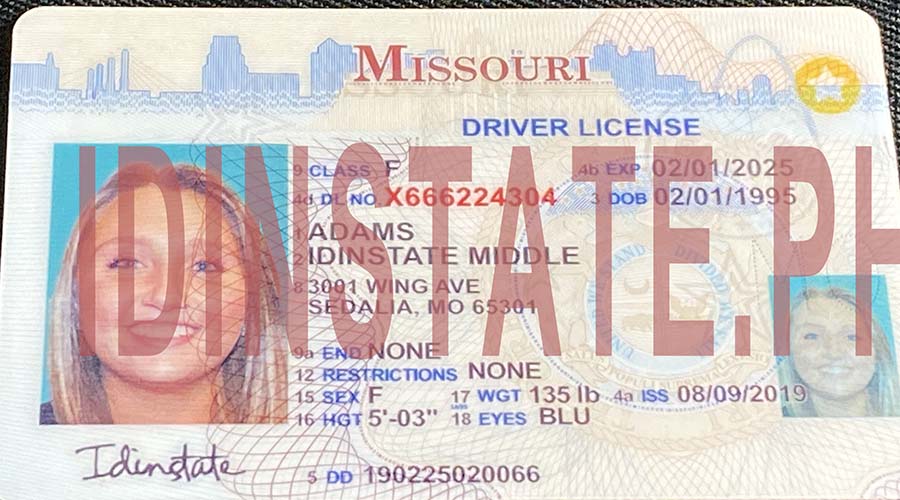 MISSOURI
DRIVER LICENSE
9 CLASS F 4b EXP 02/01/2025
4d DL NO. X666224304 3 DOB 02/01/1995
1 ADAMS
2 IDINSTATE MIDDLE
8 3001 WING AVE
SEDALIA, MO 65301
IDINSTATE.PH
9a END NONE
12 RESTRICTIONS NONE
15 SEX F 17 WGT 135 lb 4a ISS 08/09/2019
16 HGT 5'-03" 18 EYES BLU
Idinstate
5 DD 190225020066